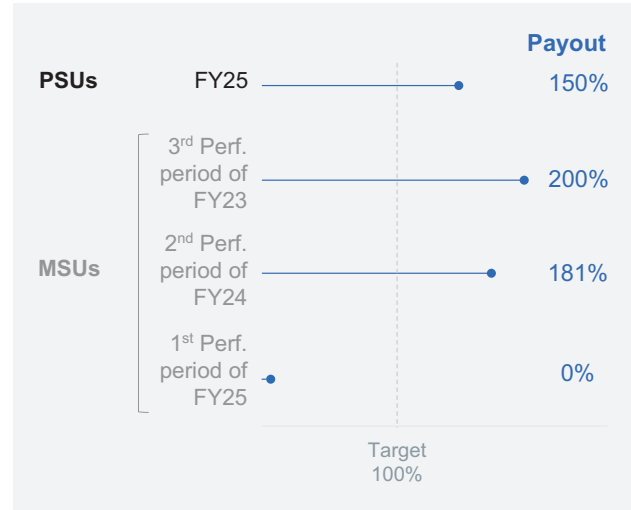 Payout
PSUs FY25 150%
3rd Perf.
period of
FY23
200%
MSUs
2nd Perf.
period of
FY24
181%
1st Perf.
period of
FY25
0%
Target
100%